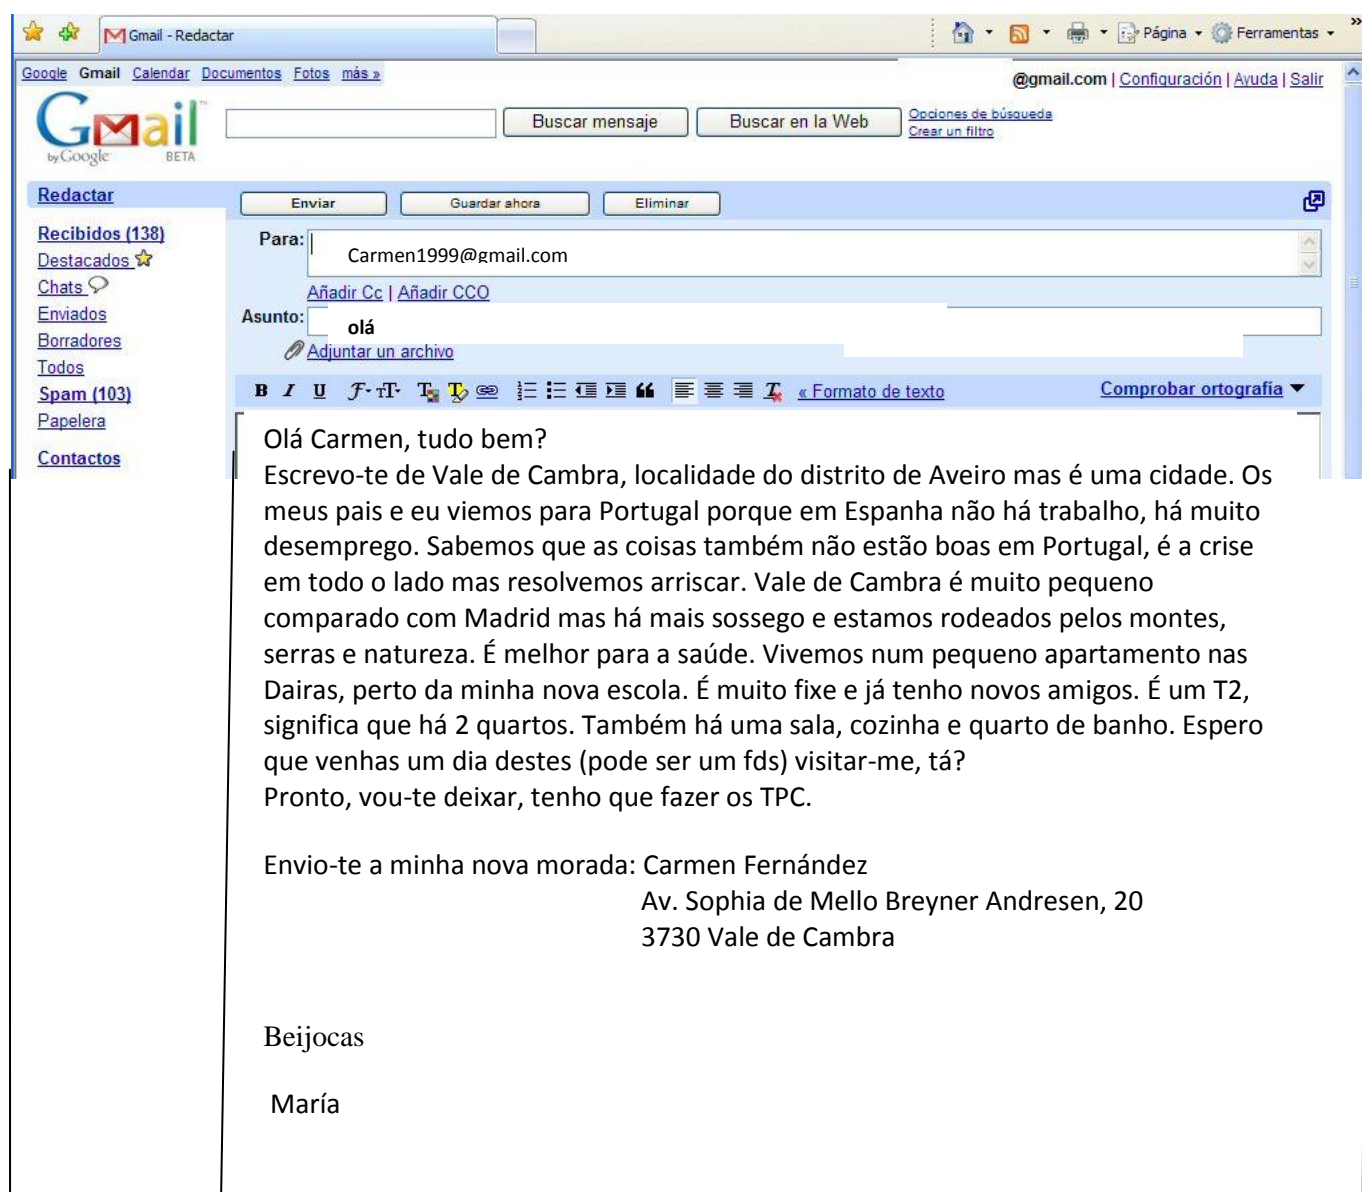 Gmail - Redactar
Página
Ferramentas
»
Google Gmail Calendar Documentos Fotos más »
@gmail.com | Configuración | Ayuda | Salir
Gmail
by Google BETA
Buscar mensaje
Buscar en la Web
Opciones de búsqueda
Crear un filtro
Redactar
Enviar
Guardar ahora
Eliminar
Recibidos (138)
Destacados
Chats
Enviados
Borradores
Todos
Spam (103)
Papelera
Contactos
Para:
Carmen1999@gmail.com
Añadir Cc | Añadir CCO
Asunto:
olá
Adjuntar un archivo
« Formato de texto
Comprobar ortografía
Olá Carmen, tudo bem?
Escrevo-te de Vale de Cambra, localidade do distrito de Aveiro mas é uma cidade. Os
meus pais e eu viemos para Portugal porque em Espanha não há trabalho, há muito
desemprego. Sabemos que as coisas também não estão boas em Portugal, é a crise
em todo o lado mas resolvemos arriscar. Vale de Cambra é muito pequeno
comparado com Madrid mas há mais sossego e estamos rodeados pelos montes,
serras e natureza. É melhor para a saúde. Vivemos num pequeno apartamento nas
Dairas, perto da minha nova escola. É muito fixe e já tenho novos amigos. É um T2,
significa que há 2 quartos. Também há uma sala, cozinha e quarto de banho. Espero
que venhas um dia destes (pode ser um fds) visitar-me, tá?
Pronto, vou-te deixar, tenho que fazer os TPC.
Envio-te a minha nova morada: Carmen Fernández
Av. Sophia de Mello Breyner Andresen, 20
3730 Vale de Cambra
Beijocas
María